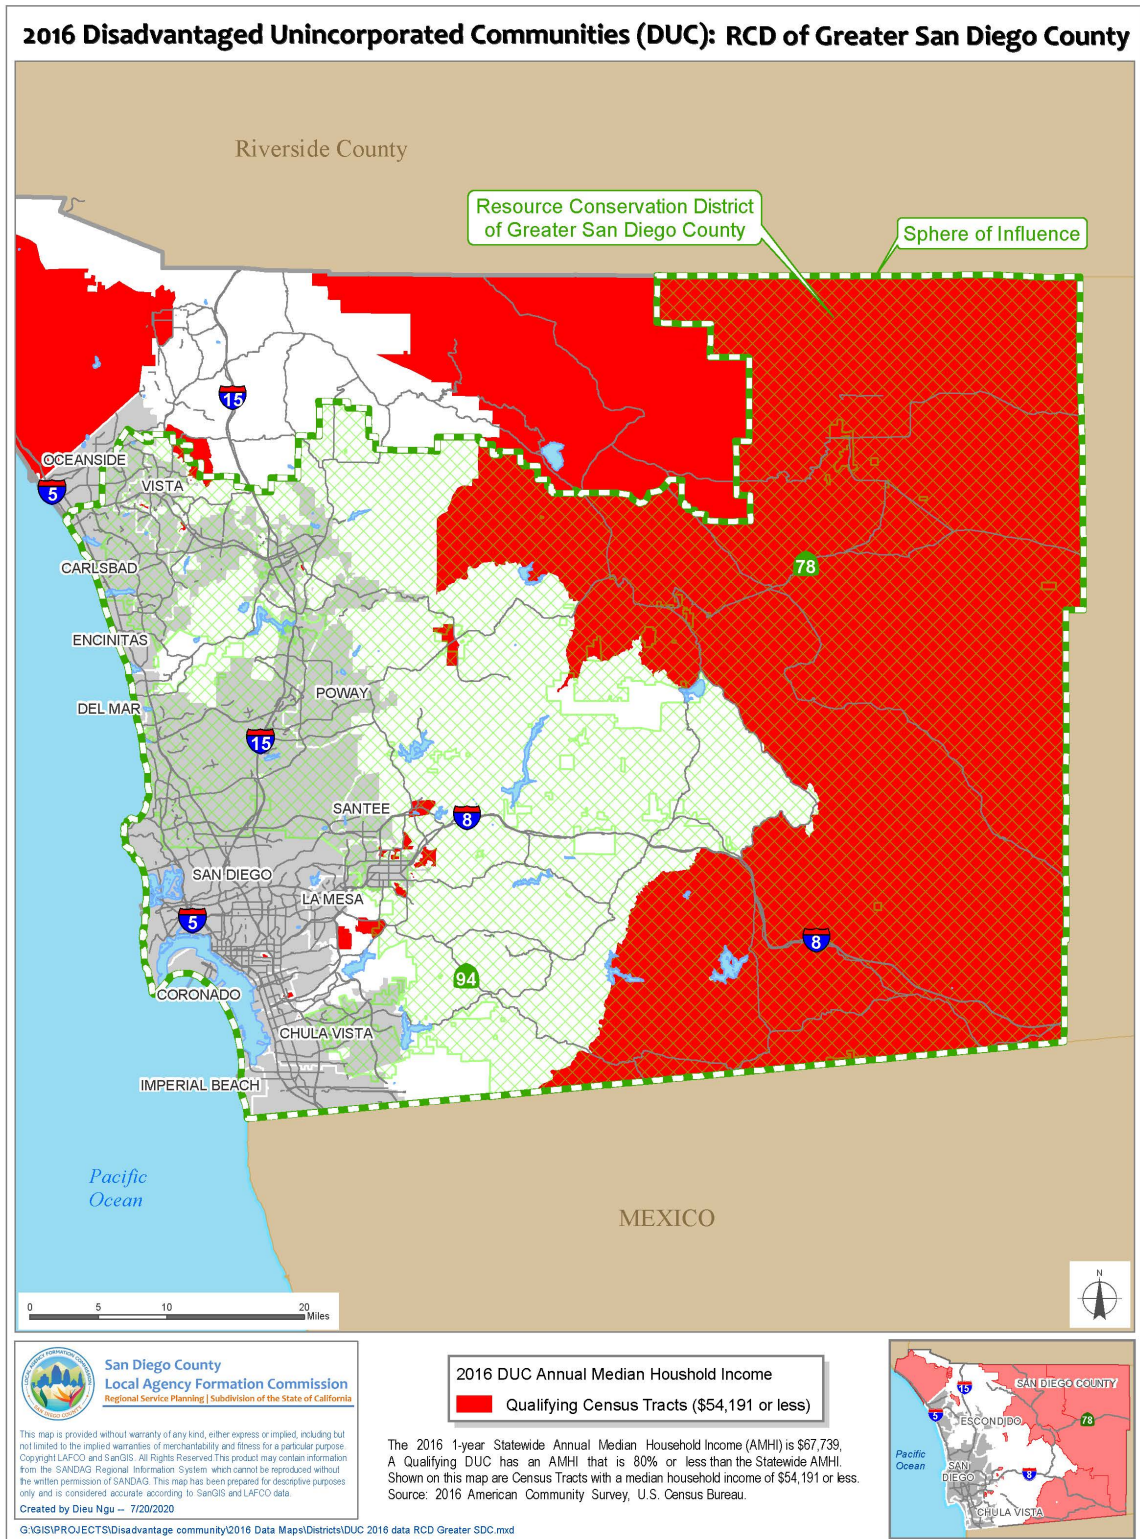 2016 Disadvantaged Unincorporated Communities (DUC): RCD of Greater San Diego County
Riverside County
Resource Conservation District
of Greater San Diego County
Sphere of Influence
15
OCEANSIDE
5
VISTA
78
CARLSBAD
ENCINITAS
DEL MAR
POWAY
15
SANTEE
8
SAN DIEGO
LA MESA
5
8
94
CORONADO
CHULA VISTA
IMPERIAL BEACH
Pacific
Ocean
MEXICO
N
0 5 10 20
Miles
San Diego County
Local Agency Formation Commission
Regional Service Planning | Subdivision of the State of California
LOCAL AGENCY FORMATION COMMISSION
SAN DIEGO COUNTY
This map is provided without warranty of any kind, either express or implied, including but
not limited to the implied warranties of merchantability and fitness for a particular purpose.
Copyright LAFCO and SanGIS. All Rights Reserved This product may contain information
from the SANDAG Regional Information System which cannot be reproduced without
the written permission of SANDAG. This map has been prepared for descriptive purposes
only and is considered accurate according to SanGIS and LAFCO data.
Created by Dieu Ngu -- 7/20/2020
G:\GIS\PROJECTS\Disadvantage community\2016 Data Maps\Districts\DUC 2016 data RCD Greater SDC.mxd
2016 DUC Annual Median Houshold Income
Qualifying Census Tracts ($54,191 or less)
The 2016 1-year Statewide Annual Median Household Income (AMHI) is $67,739,
A Qualifying DUC has an AMHI that is 80% or less than the Statewide AMHI.
Shown on this map are Census Tracts with a median household income of $54,191 or less.
Source: 2016 American Community Survey, U.S. Census Bureau.
SAN DIEGO COUNTY
15
5
78
ESCONDIDO
Pacific
Ocean
SAN
DIEGO
8
CHULA VISTA